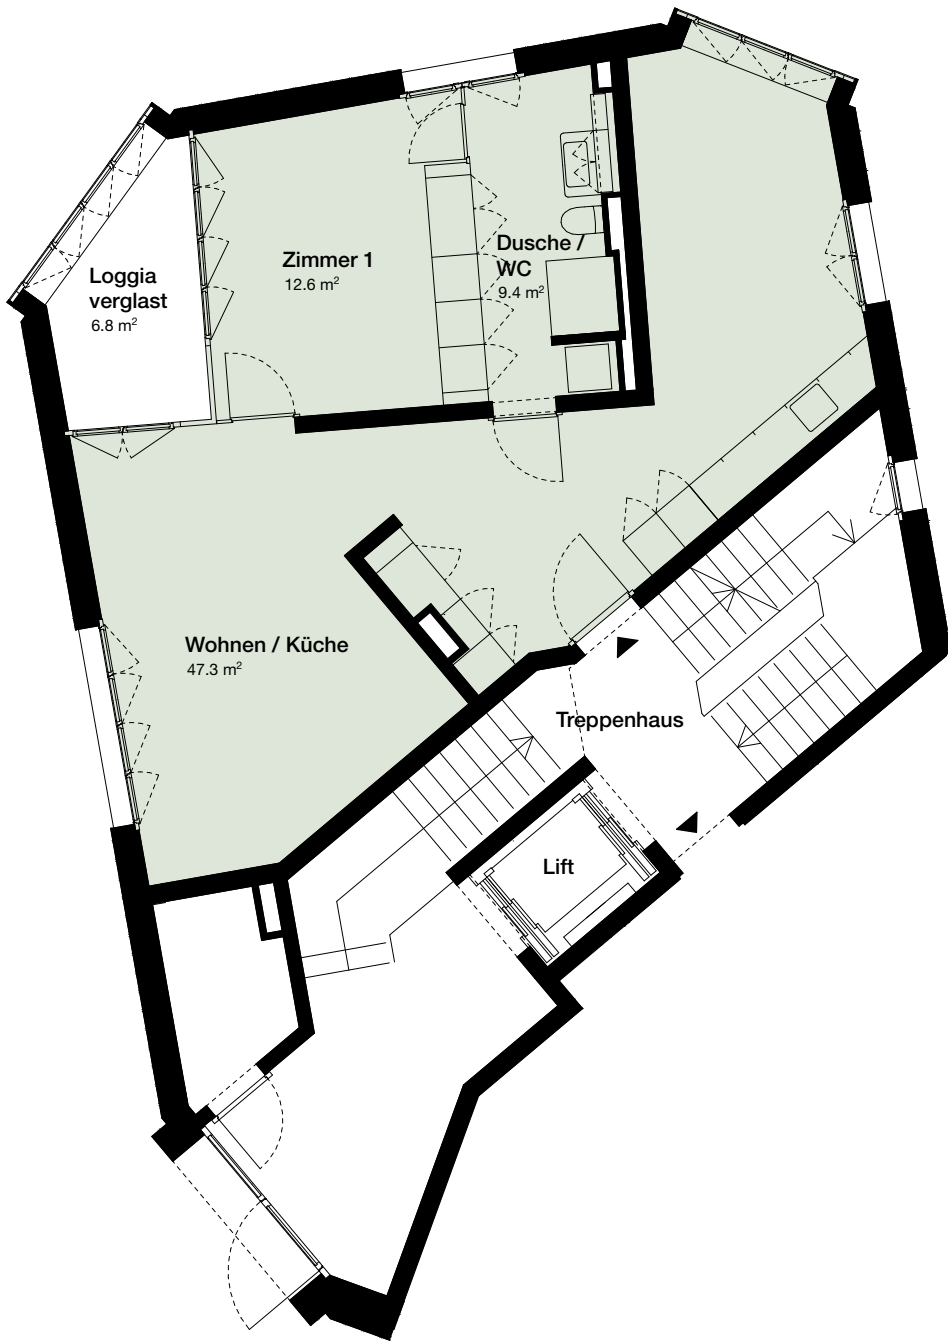 Loggia
verglast
6.8 m²
Zimmer 1
12.6 m²
Dusche /
WC
9.4 m²
Wohnen / Küche
47.3 m²
Treppenhaus
Lift